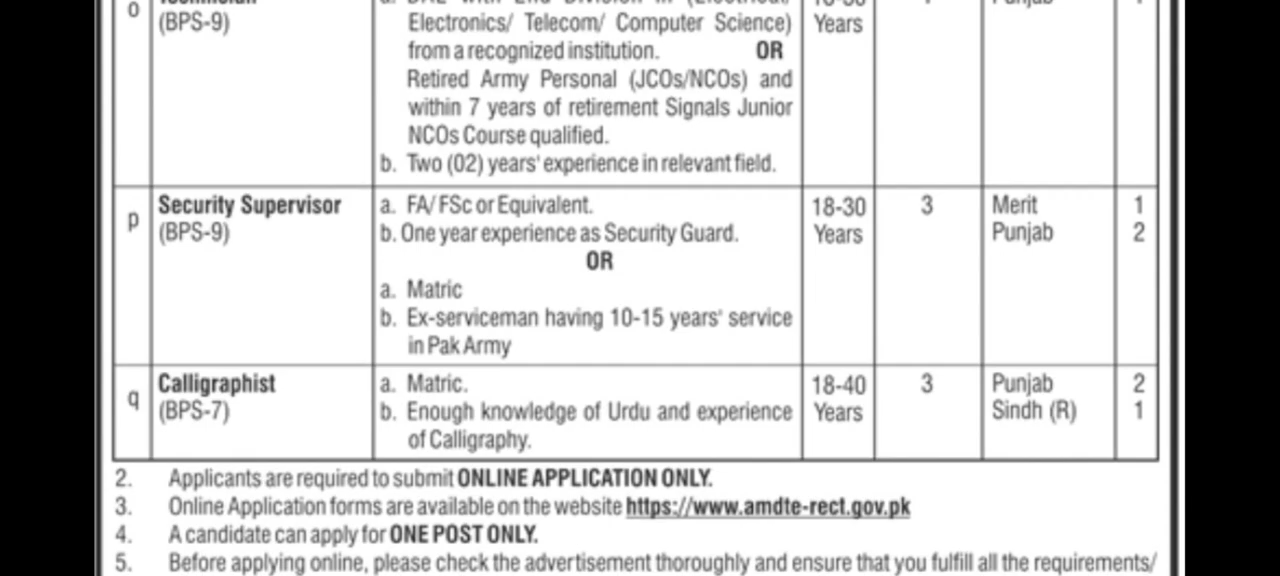 o
(BPS-9)
Electronics/ Telecom/ Computer Science)
Years
from a recognized institution. OR
Retired Army Personal (JCOs/NCOs) and
within 7 years of retirement Signals Junior
NCOs Course qualified.
b. Two (02) years' experience in relevant field.
p
Security Supervisor
(BPS-9)
a. FA/ FSc or Equivalent.
b. One year experience as Security Guard.
OR
a. Matric
b. Ex-serviceman having 10-15 years' service
in Pak Army
18-30
Years
3
Merit 1
Punjab 2
q
Calligraphist
(BPS-7)
a. Matric.
b. Enough knowledge of Urdu and experience
of Calligraphy.
18-40
Years
3
Punjab 2
Sindh (R) 1
2. Applicants are required to submit ONLINE APPLICATION ONLY.
3. Online Application forms are available on the website https://www.amdte-rect.gov.pk
4. A candidate can apply for ONE POST ONLY.
5. Before applying online, please check the advertisement thoroughly and ensure that you fulfill all the requirements/